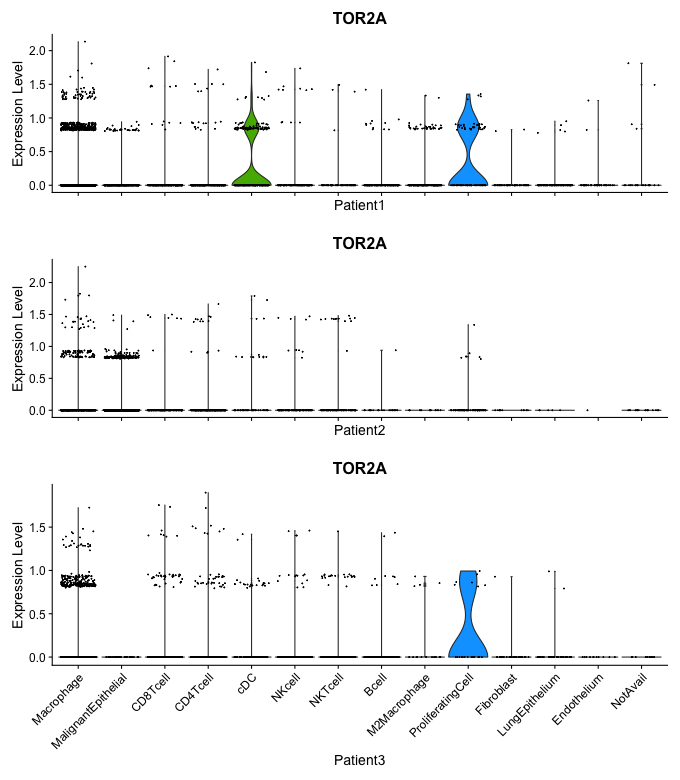 TOR2A
Expression Level
2.0
1.5
1.0
0.5
0.0
Patient1
TOR2A
Expression Level
2.0
1.5
1.0
0.5
0.0
Patient2
TOR2A
Expression Level
1.5
1.0
0.5
0.0
Macrophage
MalignantEpithelial
CD8Tcell
CD4Tcell
cDC
NKcell
NKTcell
Bcell
M2Macrophage
ProliferatingCell
Fibroblast
LungEpithelium
Endothelium
NotAvail
Patient3